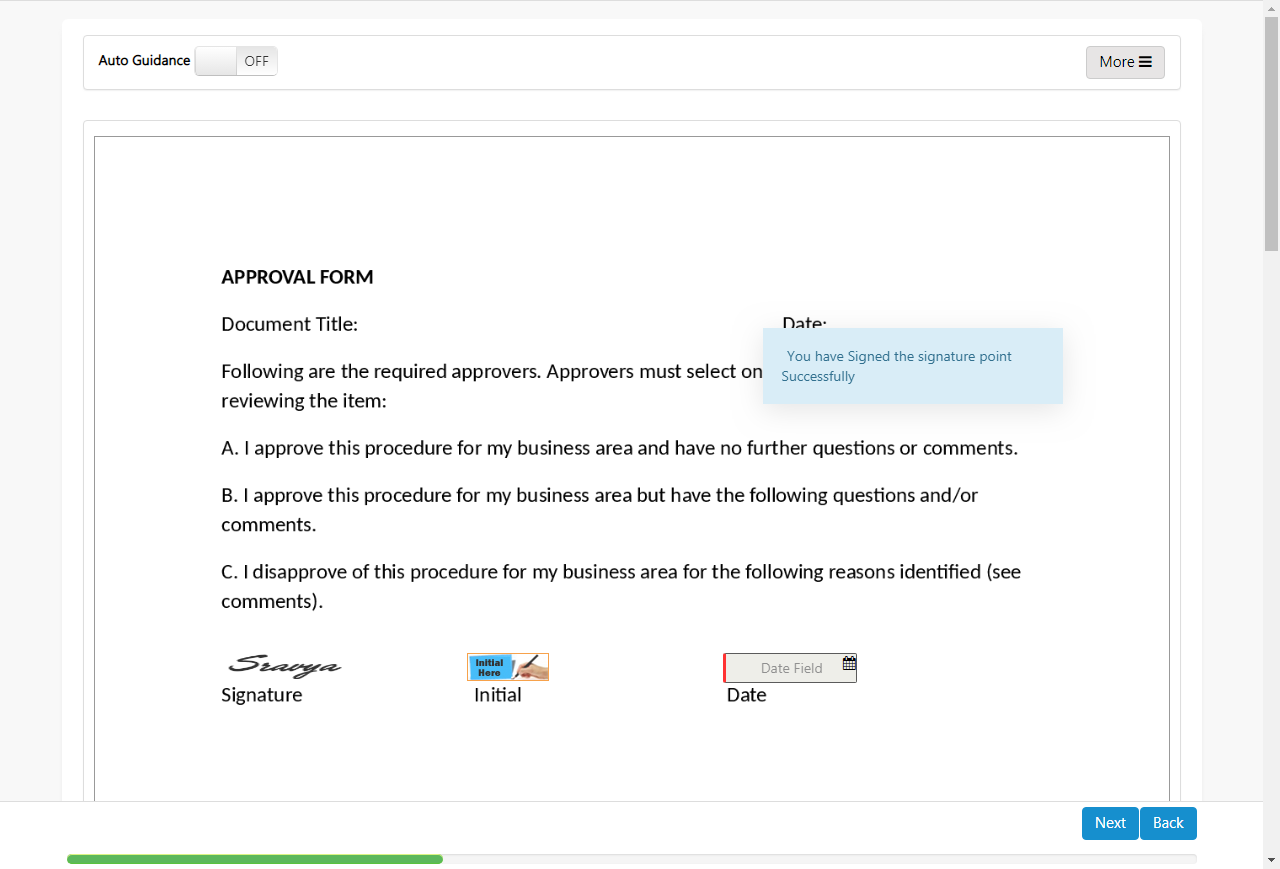 Auto Guidance OFF More
APPROVAL FORM
Document Title: Date:
You have Signed the signature point
Successfully
Following are the required approvers. Approvers must select on
reviewing the item:
A. I approve this procedure for my business area and have no further questions or comments.
B. I approve this procedure for my business area but have the following questions and/or
comments.
C. I disapprove of this procedure for my business area for the following reasons identified (see
comments).
Sravya Initial Here Date Field
Signature Initial Date
Next Back